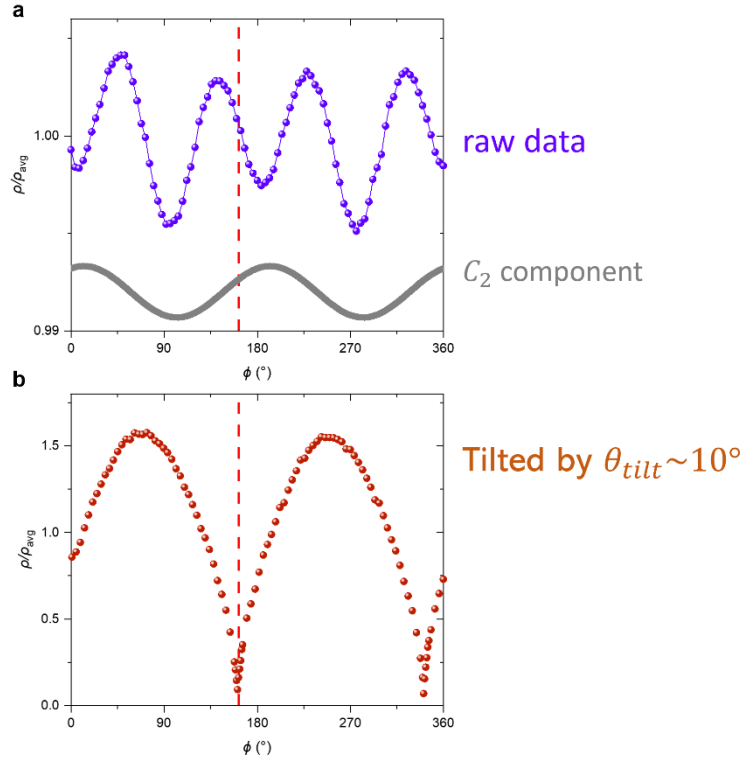 a
1.00
0.99
ρ/ρavg
0 90 180 270 360
ϕ (°)
raw data
C₂ component
b
1.5
1.0
0.5
0.0
ρ/ρavg
0 90 180 270 360
ϕ (°)
Tilted by θtilt~10°